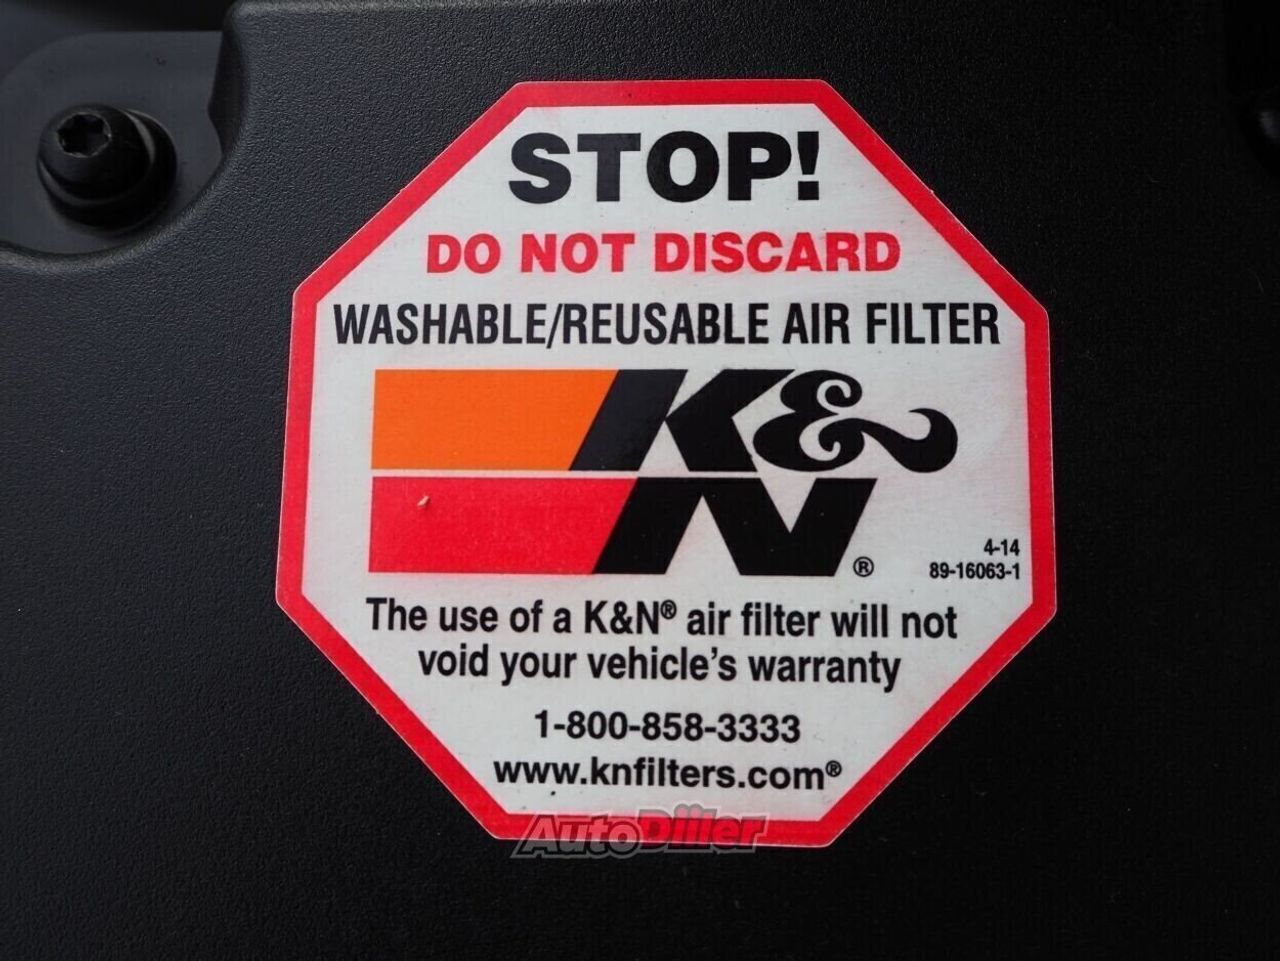 STOP!
DO NOT DISCARD
WASHABLE/REUSABLE AIR FILTER
K&
N®
4-14
89-16063-1
The use of a K&N® air filter will not
void your vehicle's warranty
1-800-858-3333
www.knfilters.com®
AutoDiiler